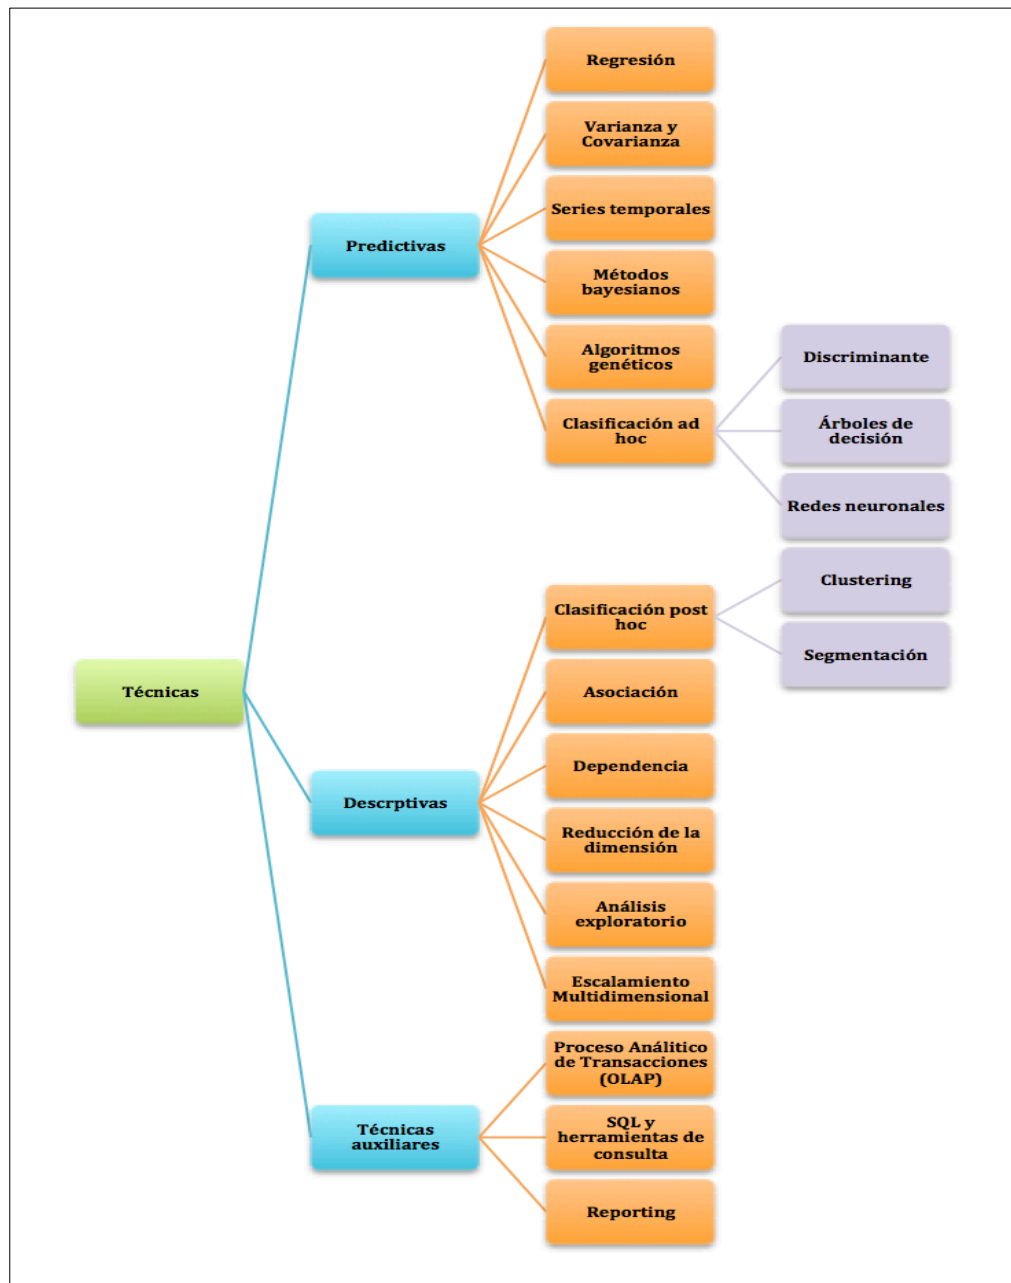 Regresión
Varianza y
Covarianza
Series temporales
Predictivas
Métodos
bayesianos
Algoritmos
genéticos
Clasificación ad
hoc
Discriminante
Árboles de
decisión
Redes neuronales
Clustering
Segmentación
Técnicas
Descrptivas
Clasificación post
hoc
Asociación
Dependencia
Reducción de la
dimensión
Análisis
exploratorio
Escalamiento
Multidimensional
Técnicas
auxiliares
Proceso Análitico
de Transacciones
(OLAP)
SQL y
herramientas de
consulta
Reporting